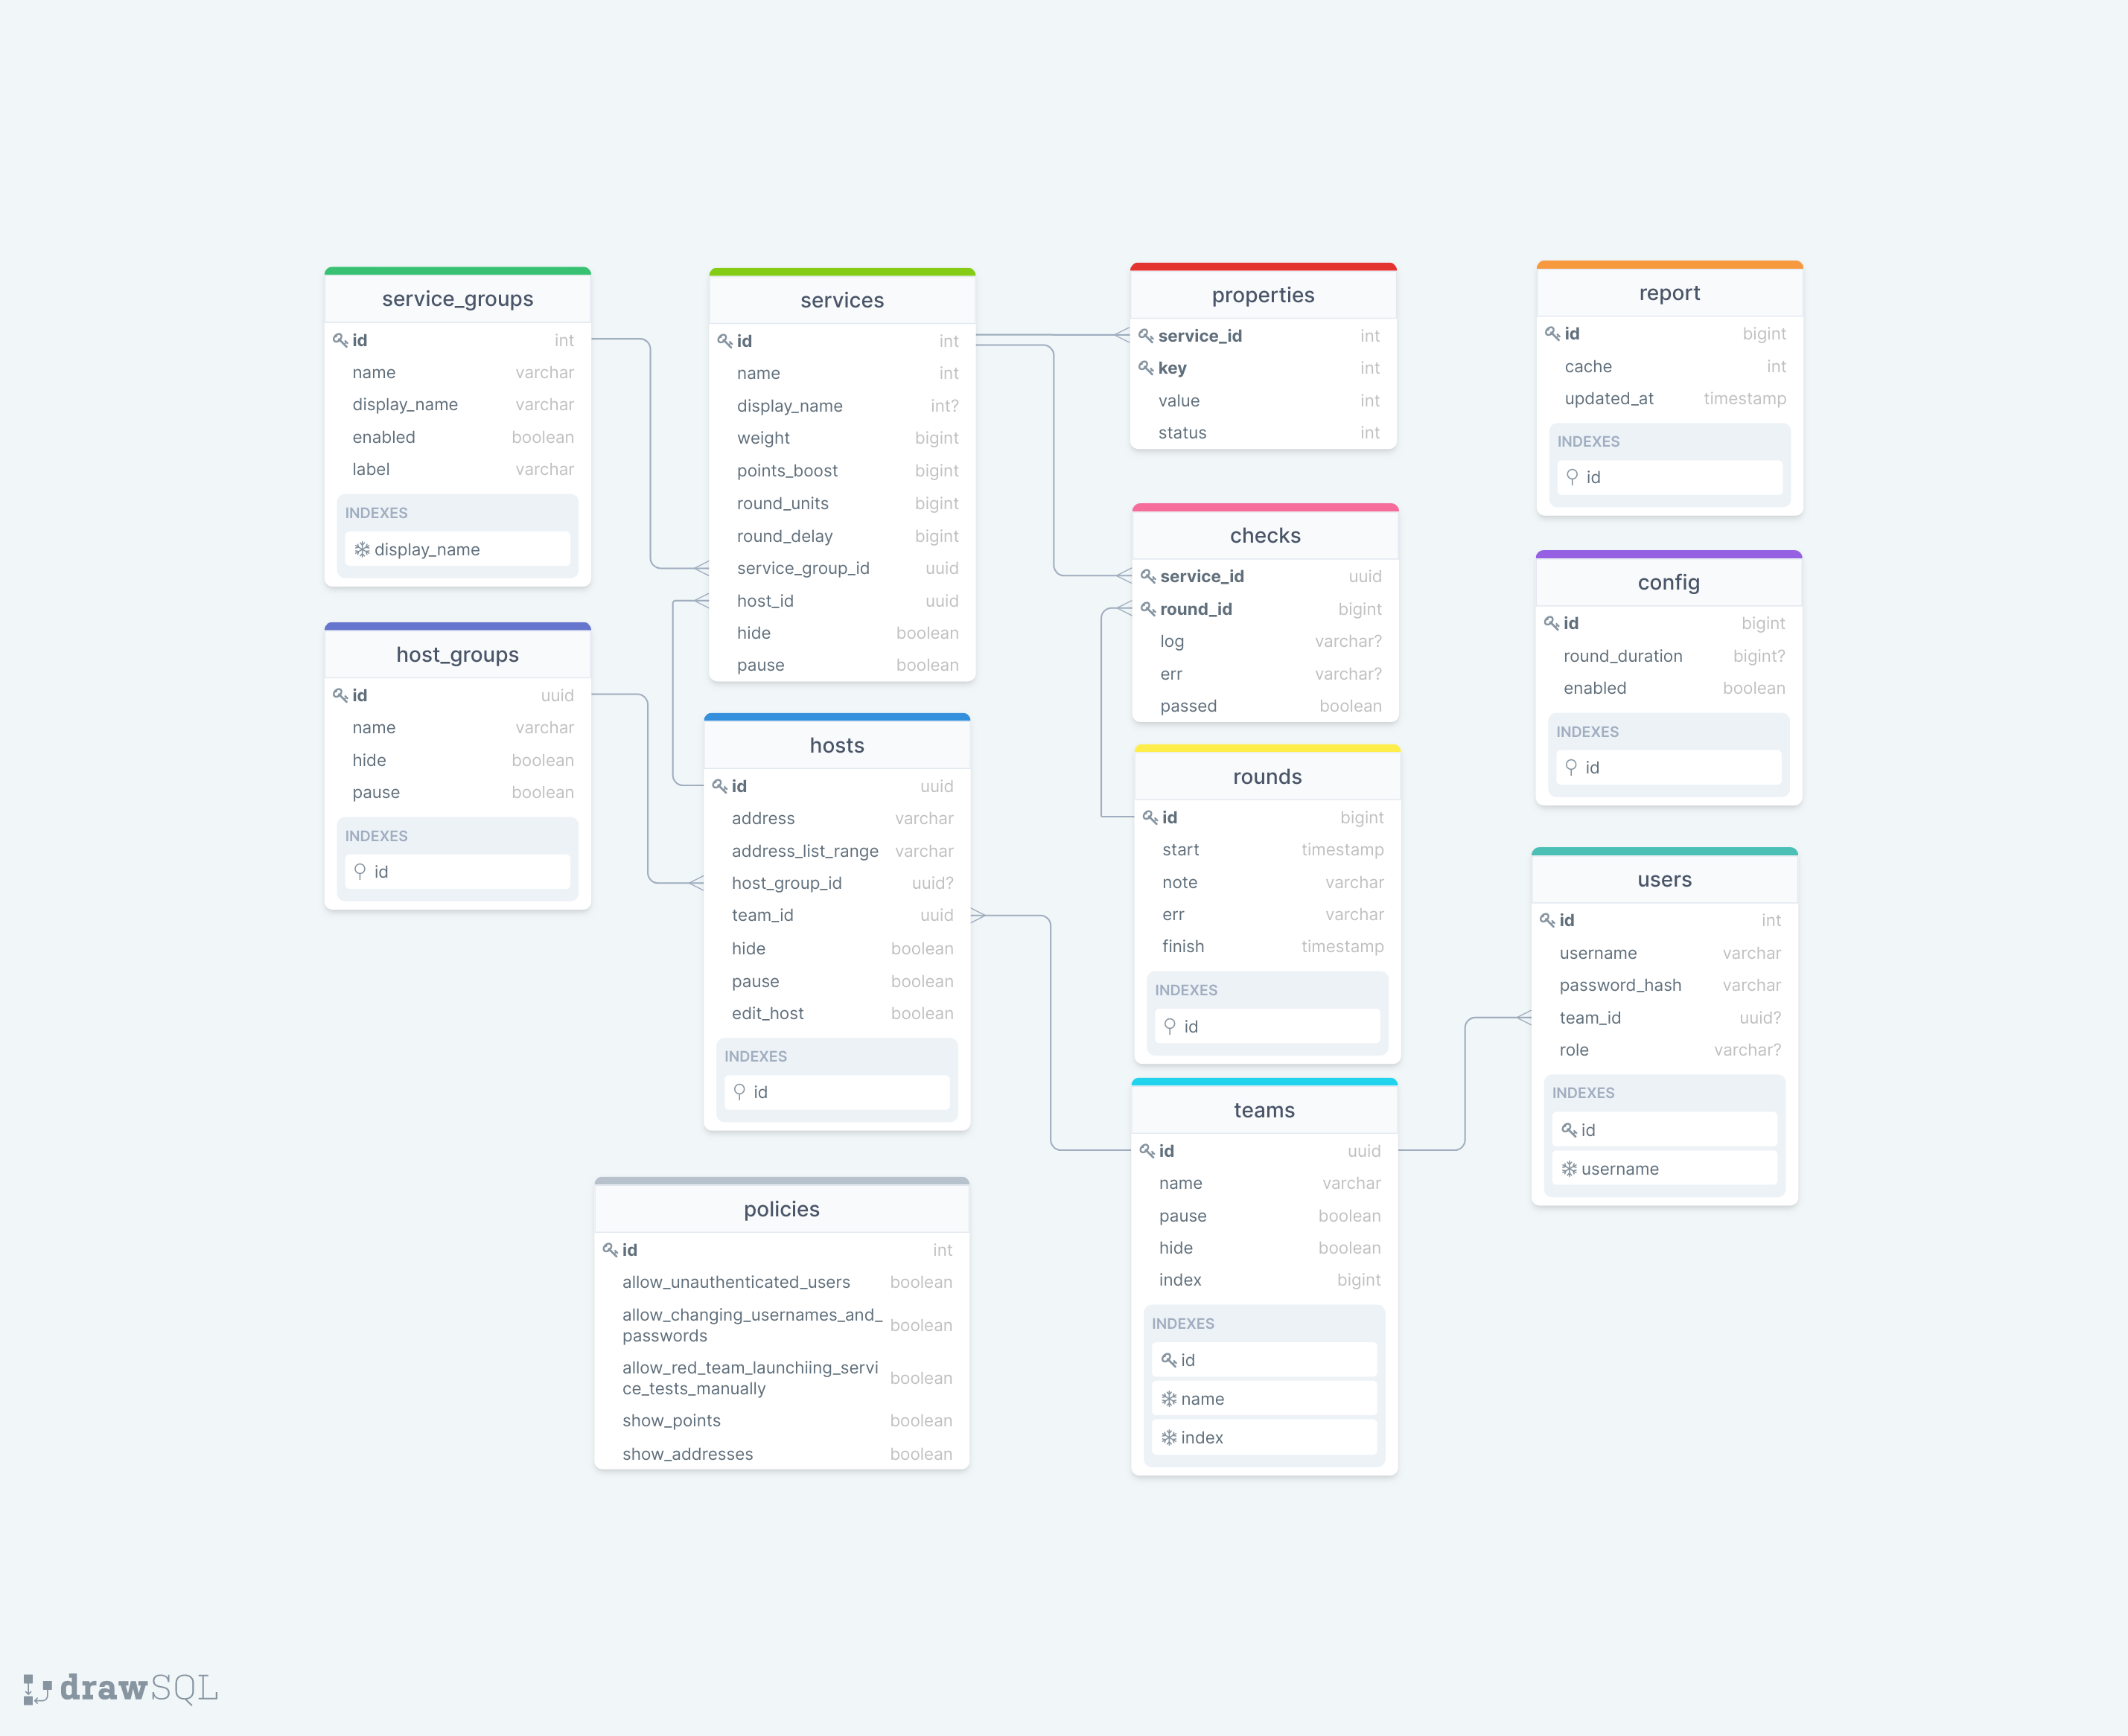 service_groups
id int
name varchar
display_name varchar
enabled boolean
label varchar
INDEXES
display_name
host_groups
id uuid
name varchar
hide boolean
pause boolean
INDEXES
id
services
id int
name int
display_name int?
weight bigint
points_boost bigint
round_units bigint
round_delay bigint
service_group_id uuid
host_id uuid
hide boolean
pause boolean
hosts
id uuid
address varchar
address_list_range varchar
host_group_id uuid?
team_id uuid
hide boolean
pause boolean
edit_host boolean
INDEXES
id
policies
id int
allow_unauthenticated_users boolean
allow_changing_usernames_and_
passwords boolean
allow_red_team_launchiing_servi
ce_tests_manually boolean
show_points boolean
show_addresses boolean
properties
service_id int
key int
value int
status int
checks
service_id uuid
round_id bigint
log varchar?
err varchar?
passed boolean
rounds
id bigint
start timestamp
note varchar
err varchar
finish timestamp
INDEXES
id
teams
id uuid
name varchar
pause boolean
hide boolean
index bigint
INDEXES
id
name
index
report
id bigint
cache int
updated_at timestamp
INDEXES
id
config
id bigint
round_duration bigint?
enabled boolean
INDEXES
id
users
id int
username varchar
password_hash varchar
team_id uuid?
role varchar?
INDEXES
id
username
drawSQL